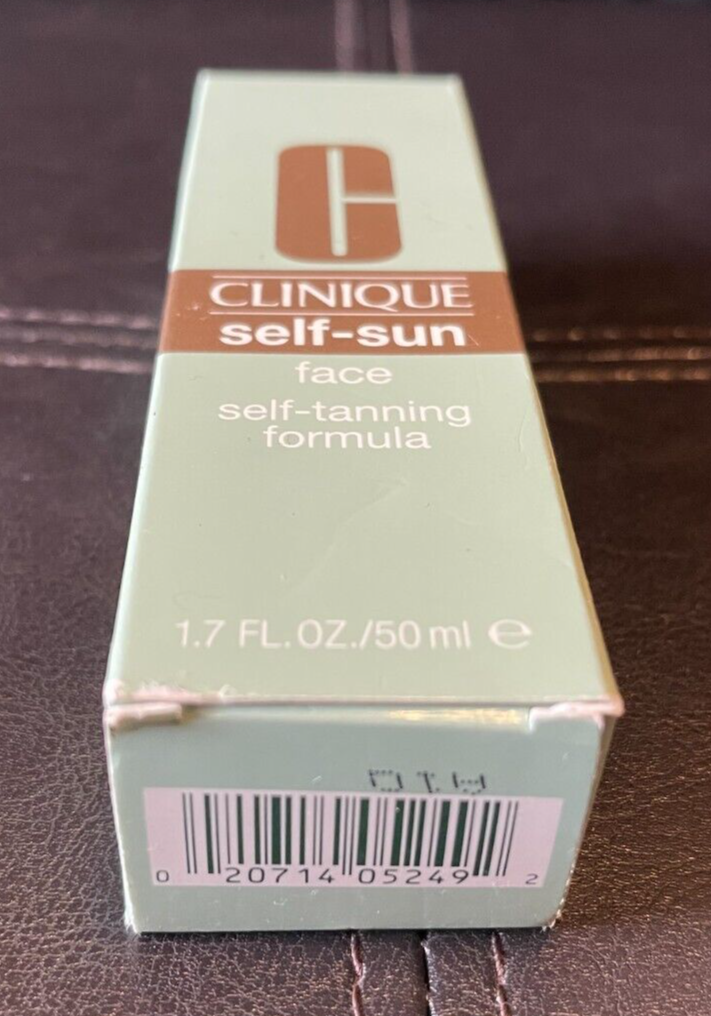 CLINIQUE
self-sun
face
self-tanning
formula
1.7 FL.OZ./50 ml ℮
0 20714 05249 2